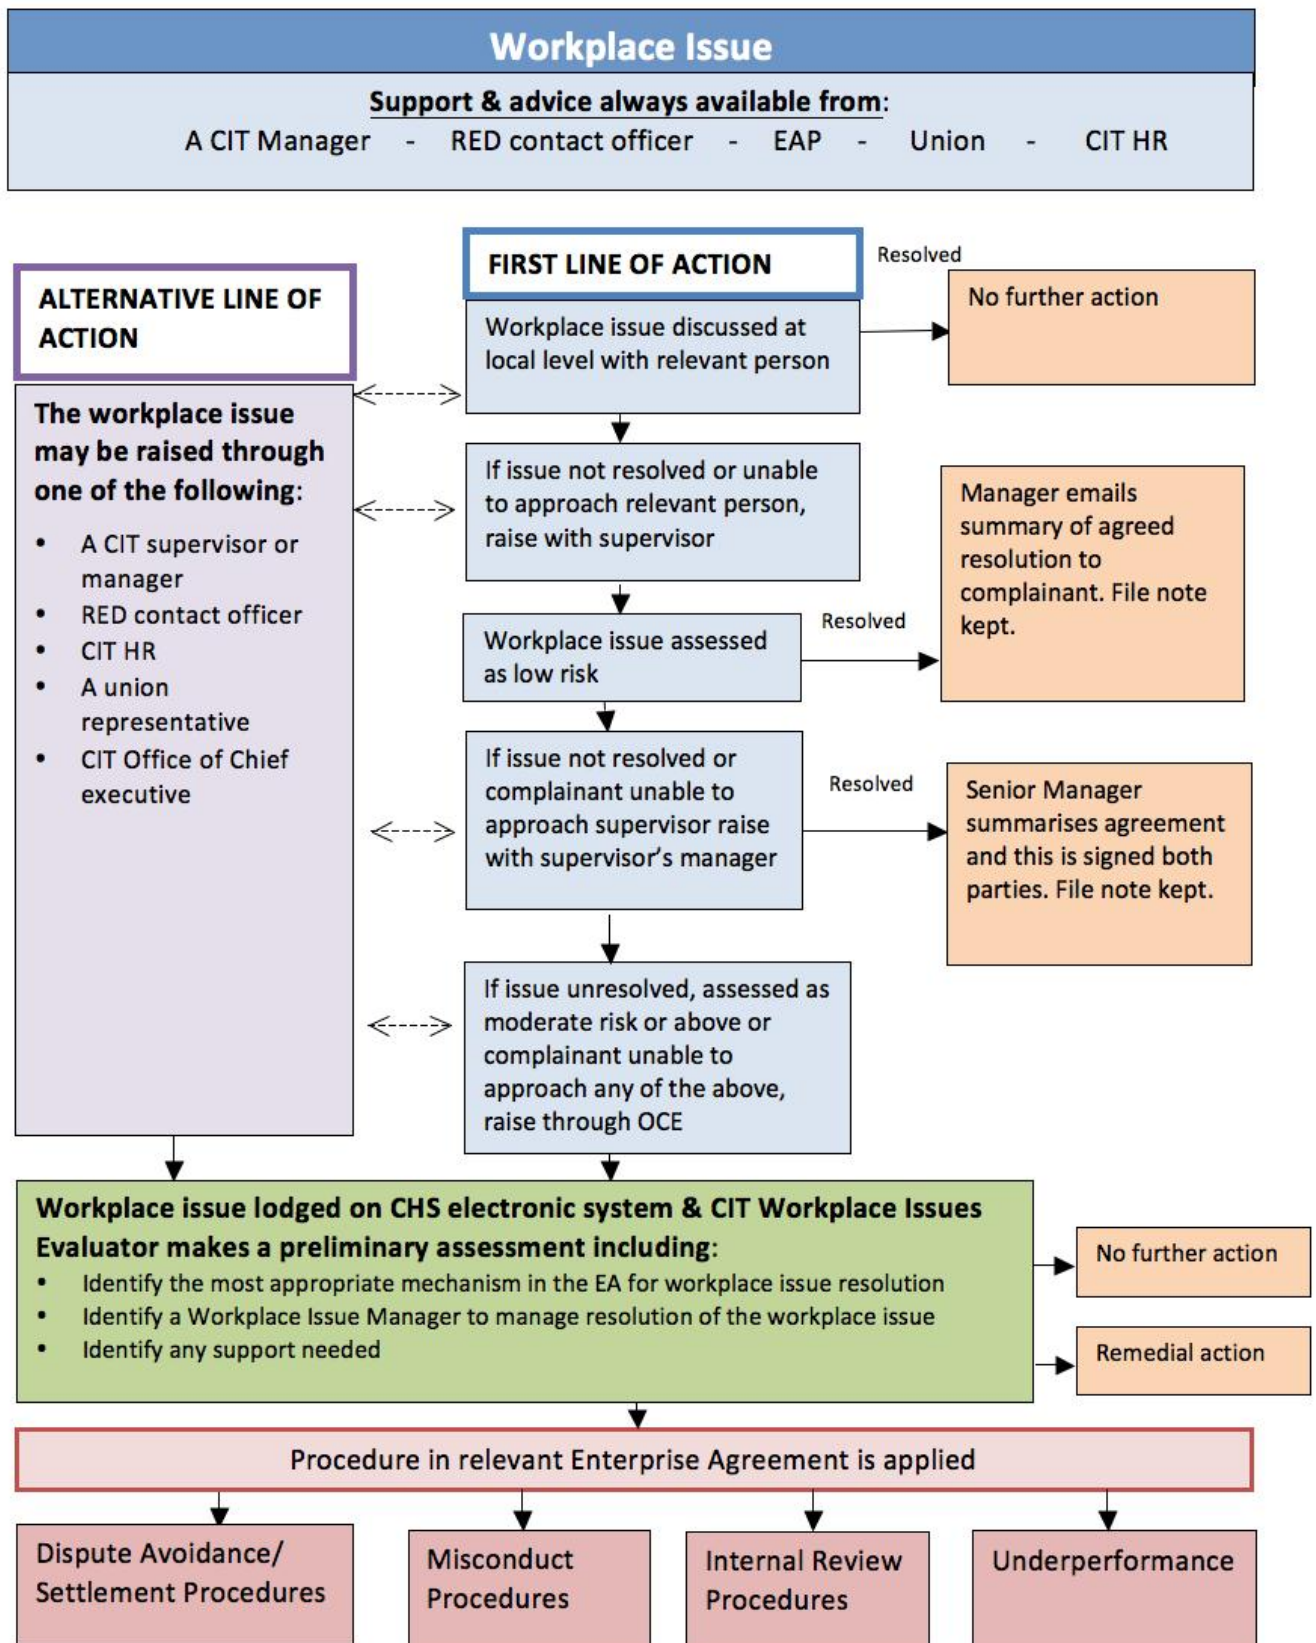 Workplace Issue
Support & advice always available from:
A CIT Manager - RED contact officer - EAP - Union - CIT HR
ALTERNATIVE LINE OF
ACTION
The workplace issue
may be raised through
one of the following:
• A CIT supervisor or
manager
• RED contact officer
• CIT HR
• A union
representative
• CIT Office of Chief
executive
FIRST LINE OF ACTION
Workplace issue discussed at
local level with relevant person
Resolved
No further action
If issue not resolved or unable
to approach relevant person,
raise with supervisor
Workplace issue assessed
as low risk
Resolved
Manager emails
summary of agreed
resolution to
complainant. File note
kept.
If issue not resolved or
complainant unable to
approach supervisor raise
with supervisor’s manager
Resolved
Senior Manager
summarises agreement
and this is signed both
parties. File note kept.
If issue unresolved, assessed as
moderate risk or above or
complainant unable to
approach any of the above,
raise through OCE
Workplace issue lodged on CHS electronic system & CIT Workplace Issues
Evaluator makes a preliminary assessment including:
• Identify the most appropriate mechanism in the EA for workplace issue resolution
• Identify a Workplace Issue Manager to manage resolution of the workplace issue
• Identify any support needed
No further action
Remedial action
Procedure in relevant Enterprise Agreement is applied
Dispute Avoidance/
Settlement Procedures
Misconduct
Procedures
Internal Review
Procedures
Underperformance